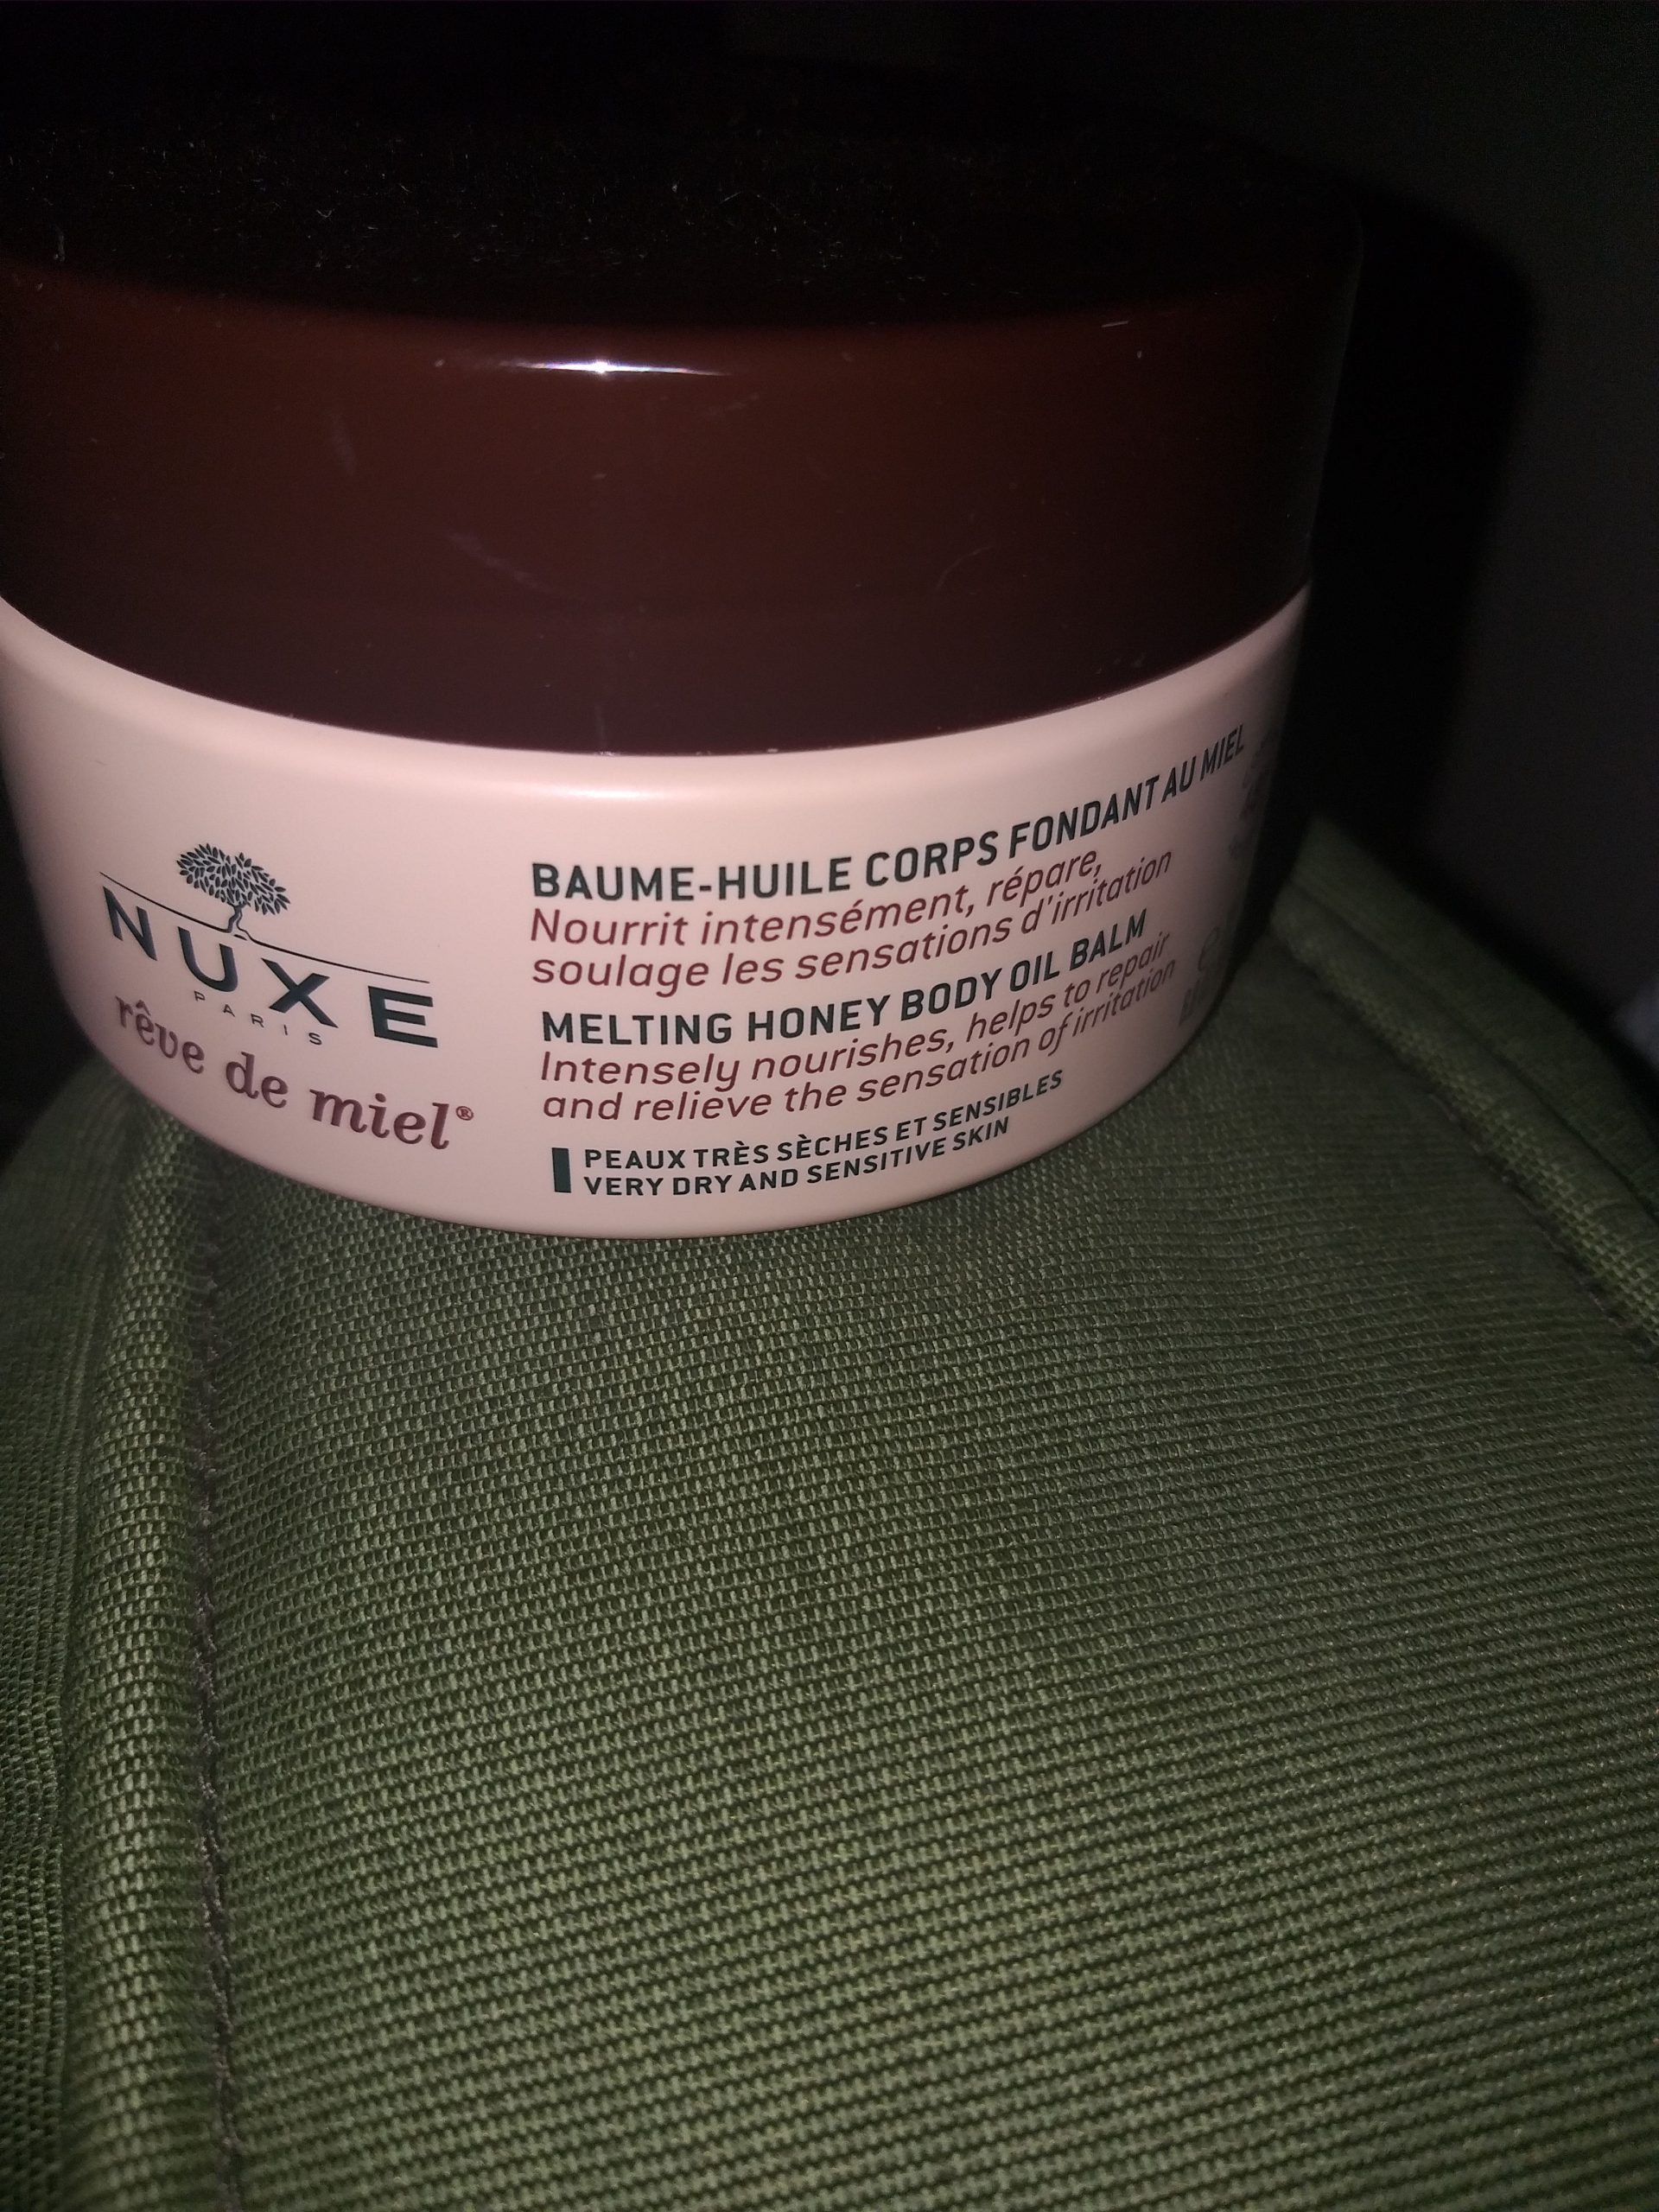 NUXE
PARIS
rêve de miel®
BAUME-HUILE CORPS FONDANT AU MIEL
Nourrit intensément, répare,
soulage les sensations d'irritation
MELTING HONEY BODY OIL BALM
Intensely nourishes, helps to repair
and relieve the sensation of irritation
PEAUX TRÈS SÈCHES ET SENSIBLES
VERY DRY AND SENSITIVE SKIN